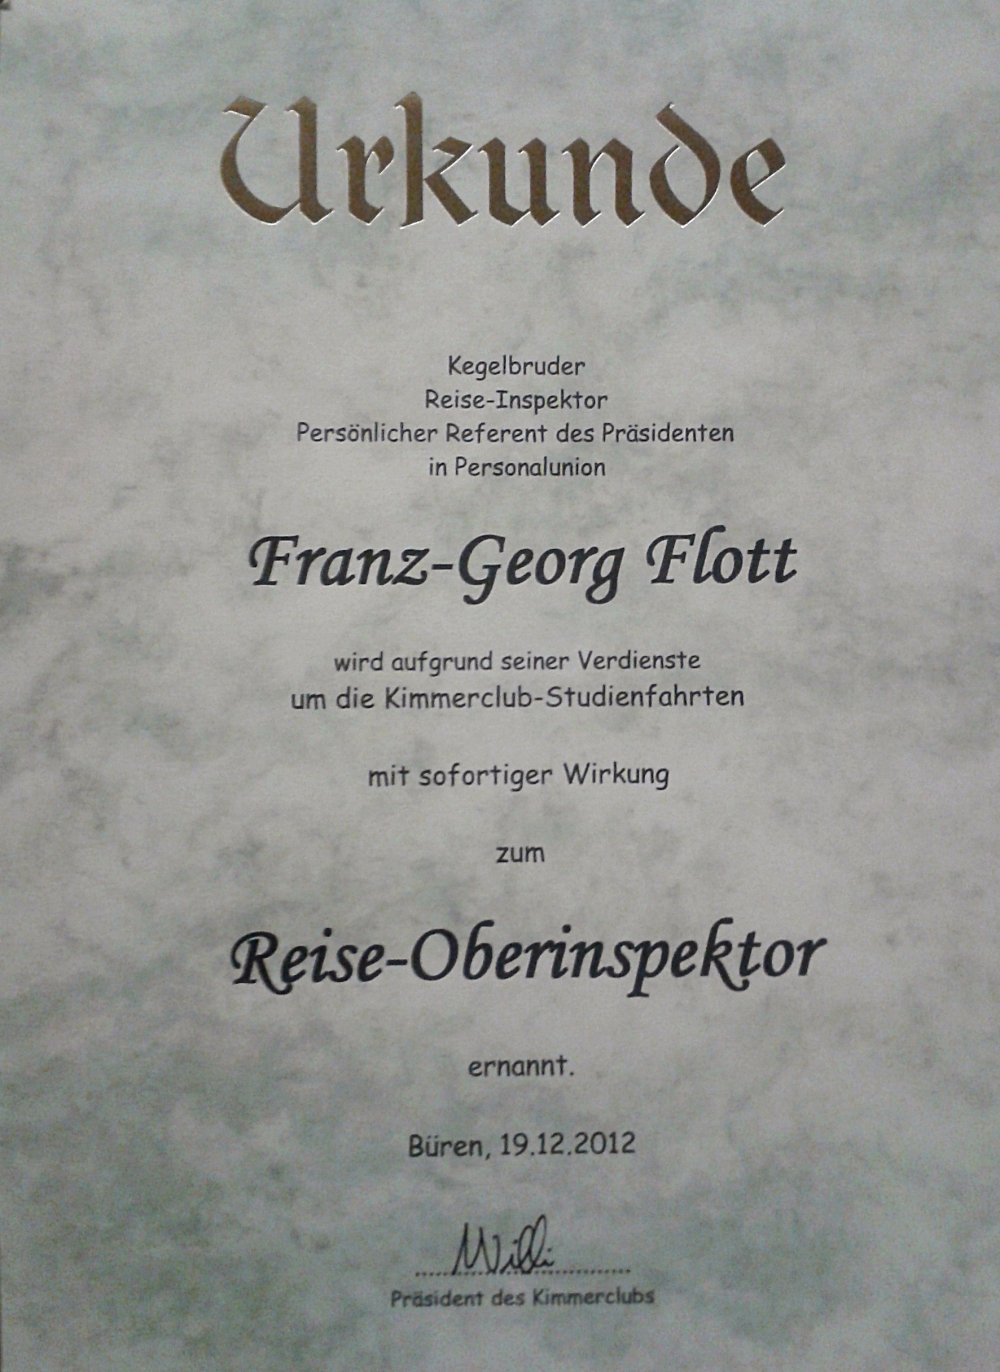 Urkunde
Kegelbruder
Reise-Inspektor
Persönlicher Referent des Präsidenten
in Personalunion
Franz-Georg Flott
wird aufgrund seiner Verdienste
um die Kimmerclub-Studienfahrten
mit sofortiger Wirkung
zum
Reise-Oberinspektor
ernannt.
Büren, 19.12.2012
Willi
Präsident des Kimmerclubs